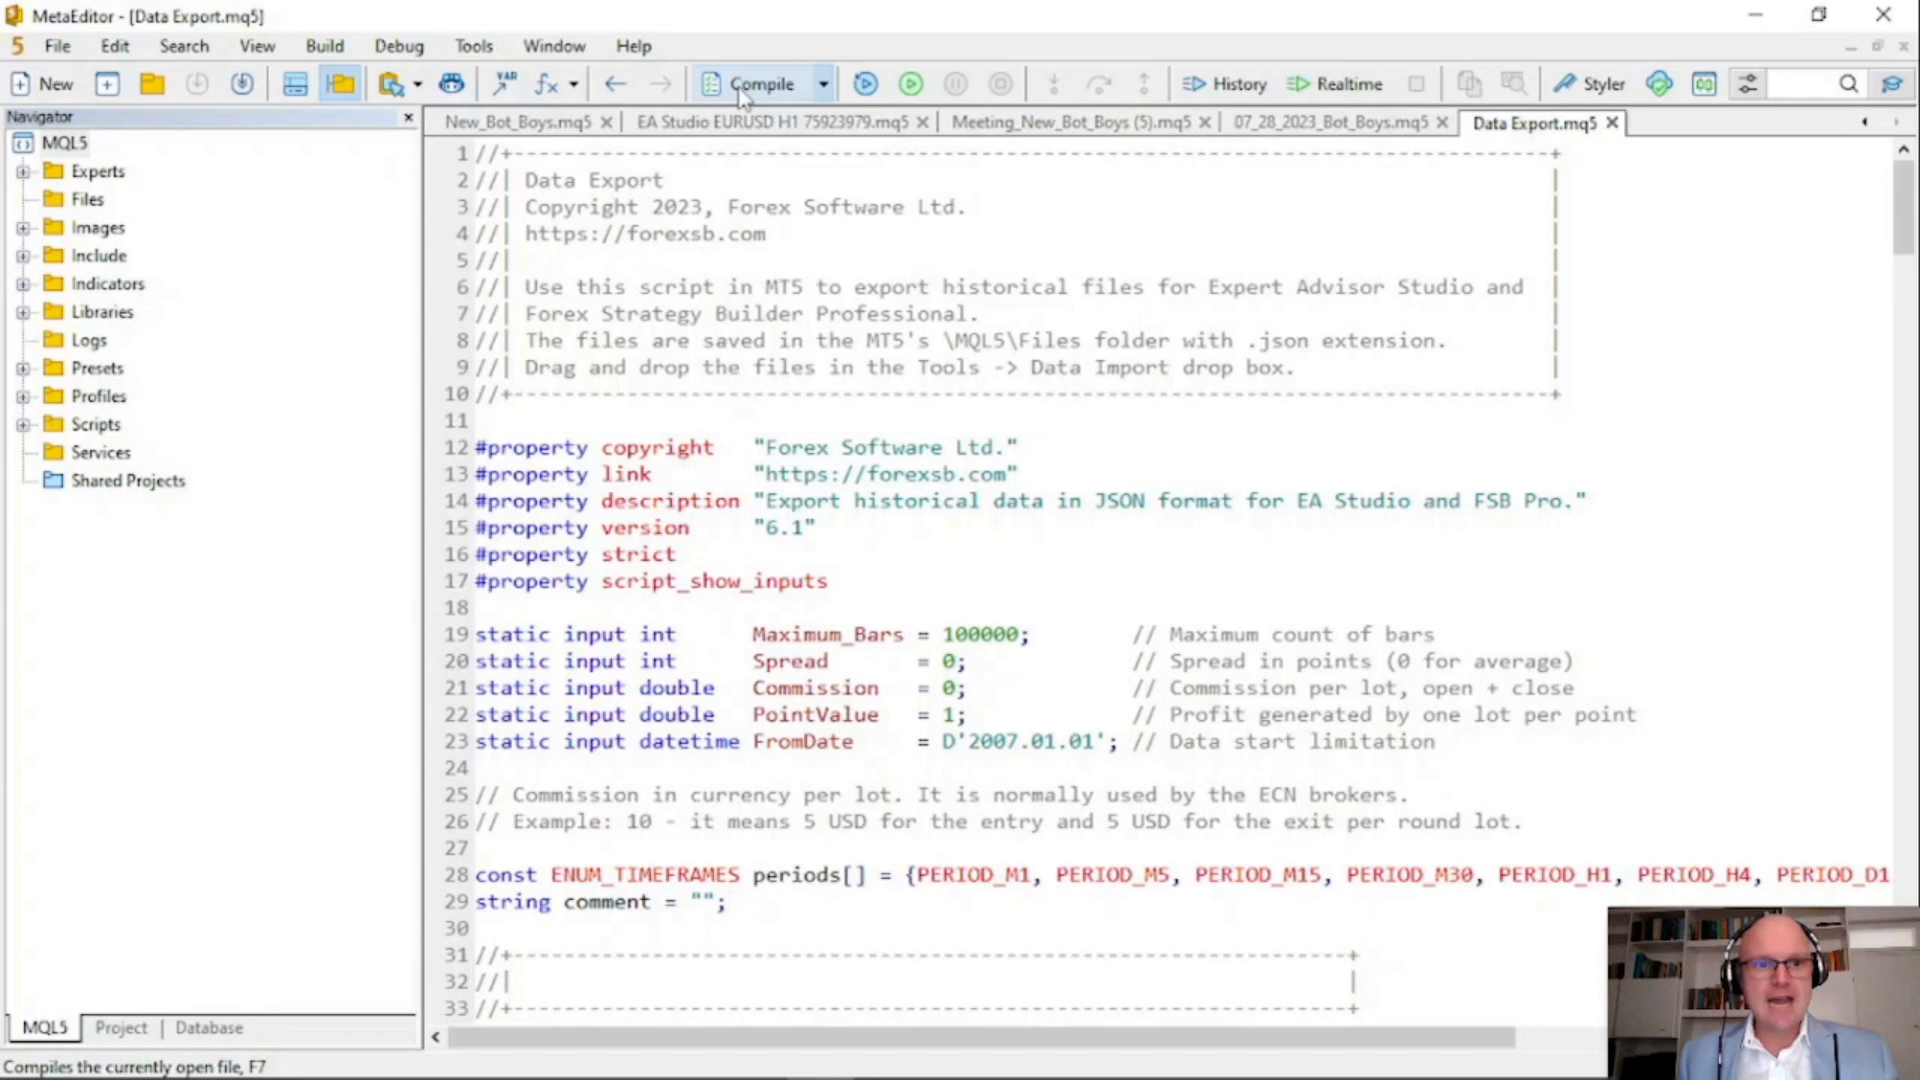 MetaEditor - [Data Export.mq5]
5 File Edit Search View Build Debug Tools Window Help
New VAR fx Compile History Realtime Styler
Navigator
New_Bot_Boys.mq5 EA Studio EURUSD H1 75923979.mq5 Meeting_New_Bot_Boys (5).mq5 07_28_2023_Bot_Boys.mq5 Data Export.mq5
MQL5
Experts
Files
Images
Include
Indicators
Libraries
Logs
Presets
Profiles
Scripts
Services
Shared Projects
1 //+------------------------------------------------------------------------------------+
2 //| Data Export |
3 //| Copyright 2023, Forex Software Ltd. |
4 //| https://forexsb.com |
5 //| |
6 //| Use this script in MT5 to export historical files for Expert Advisor Studio and |
7 //| Forex Strategy Builder Professional. |
8 //| The files are saved in the MT5's \MQL5\Files folder with .json extension. |
9 //| Drag and drop the files in the Tools -> Data Import drop box. |
10 //+------------------------------------------------------------------------------------+
11
12 #property copyright "Forex Software Ltd."
13 #property link "https://forexsb.com"
14 #property description "Export historical data in JSON format for EA Studio and FSB Pro."
15 #property version "6.1"
16 #property strict
17 #property script_show_inputs
18
19 static input int Maximum_Bars = 100000; // Maximum count of bars
20 static input int Spread = 0; // Spread in points (0 for average)
21 static input double Commission = 0; // Commission per lot, open + close
22 static input double PointValue = 1; // Profit generated by one lot per point
23 static input datetime FromDate = D'2007.01.01'; // Data start limitation
24
25 // Commission in currency per lot. It is normally used by the ECN brokers.
26 // Example: 10 - it means 5 USD for the entry and 5 USD for the exit per round lot.
27
28 const ENUM_TIMEFRAMES periods[] = {PERIOD_M1, PERIOD_M5, PERIOD_M15, PERIOD_M30, PERIOD_H1, PERIOD_H4, PERIOD_D1
29 string comment = "";
30
31 //+------------------------------------------------------------------+
32 //| |
33 //+------------------------------------------------------------------+
MQL5 Project Database
Compiles the currently open file, F7